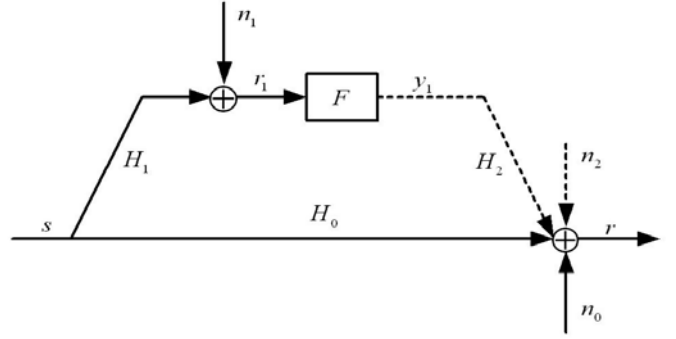 n₁
r₁
F
y₁
H₁
H₂
n₂
s
H₀
r
n₀